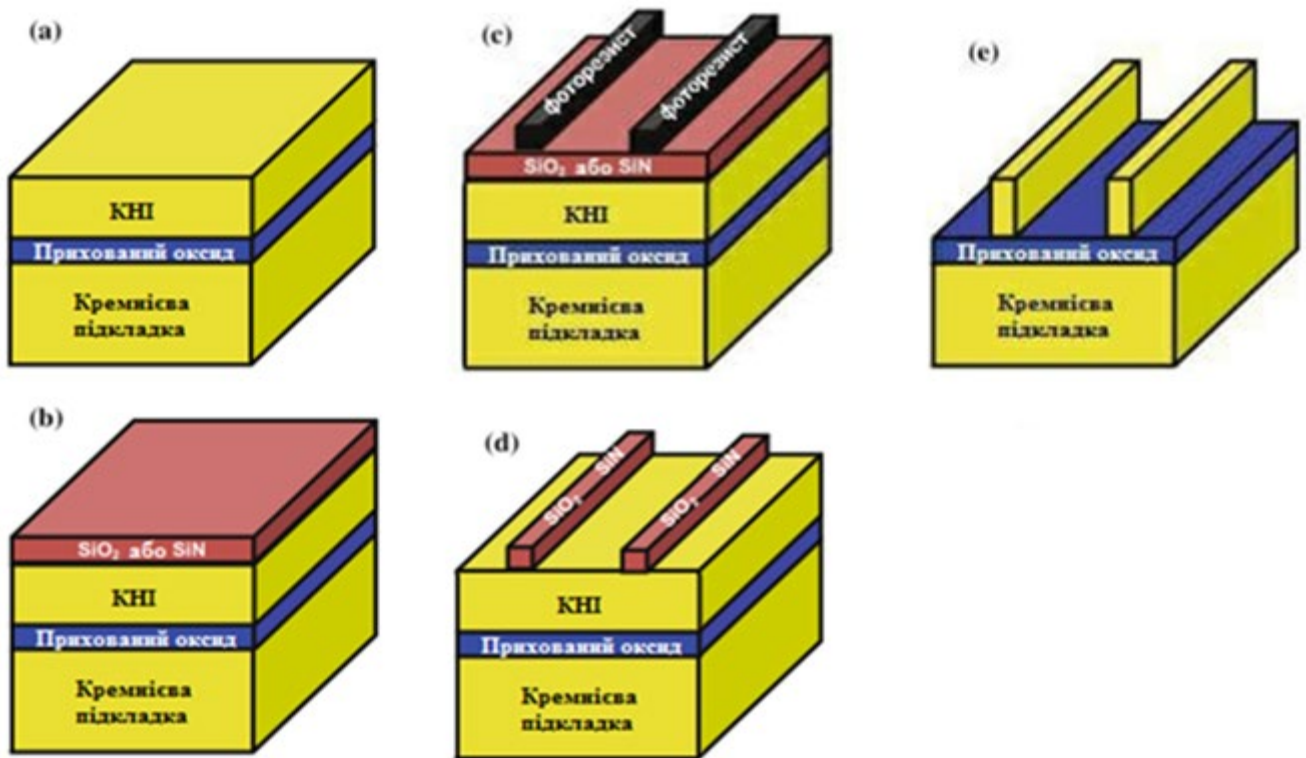 (a)
КНІ
Прихований оксид
Кремнієва
підкладка
(b)
SiO₂ або SiN
КНІ
Прихований оксид
Кремнієва
підкладка
(c)
фоторезист
фоторезист
SiO₂ або SiN
КНІ
Прихований оксид
Кремнієва
підкладка
(d)
SiO₂ SiN
SiO₂ SiN
КНІ
Прихований оксид
Кремнієва
підкладка
(e)
Прихований оксид
Кремнієва
підкладка